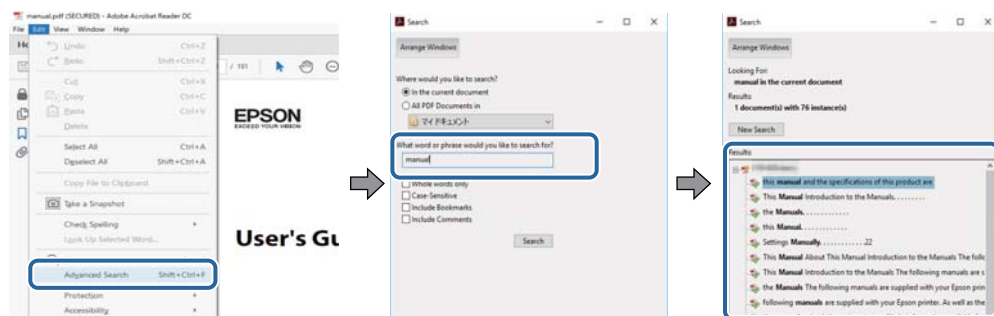 manual.pdf (SECURED) - Adobe Acrobat Reader DC
File Edit View Window Help
Undo Ctrl+Z
Redo Shift+Ctrl+Z
Cut Ctrl+X
Copy Ctrl+C
Paste Ctrl+V
Delete
Select All Ctrl+A
Deselect All Shift+Ctrl+A
Copy File to Clipboard
Take a Snapshot
Check Spelling
Look Up Selected Word...
Advanced Search Shift+Ctrl+F
Protection
Accessibility
/ 181
EPSON
EXCEED YOUR VISION
User's Gu
Search
Arrange Windows
Where would you like to search?
In the current document
All PDF Documents in
マイ ドキュメント
What word or phrase would you like to search for?
manual
Whole words only
Case-Sensitive
Include Bookmarks
Include Comments
Search
Search
Arrange Windows
Looking For:
manual in the current document
Results:
1 document(s) with 76 instance(s)
New Search
Results:
this manual and the specifications of this product are
This Manual Introduction to the Manuals. . . . . . . . .
the Manuals. . . . . . . . . . . .
this Manual. . . . . . . . . . . .
Settings Manually. . . . . . . . . . . .22
This Manual About This Manual Introduction to the Manuals The follo
This Manual Introduction to the Manuals The following manuals are s
the Manuals The following manuals are supplied with your Epson prin
following manuals are supplied with your Epson printer. As well as the